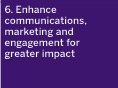 6. Enhance
communications,
marketing and
engagement for
greater impact